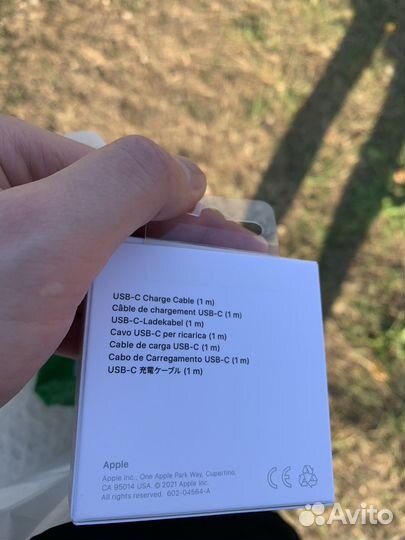 USB-C Charge Cable (1 m)
Câble de chargement USB-C (1 m)
USB-C-Ladekabel (1 m)
Cavo USB-C per ricarica (1 m)
Cable de carga USB-C (1 m)
Cabo de Carregamento USB-C (1 m)
USB-C 充電ケーブル (1 m)
Apple
Apple Inc., One Apple Park Way, Cupertino,
CA 95014 USA. © 2021 Apple Inc.
All rights reserved. 602-04564-A
CE
Avito